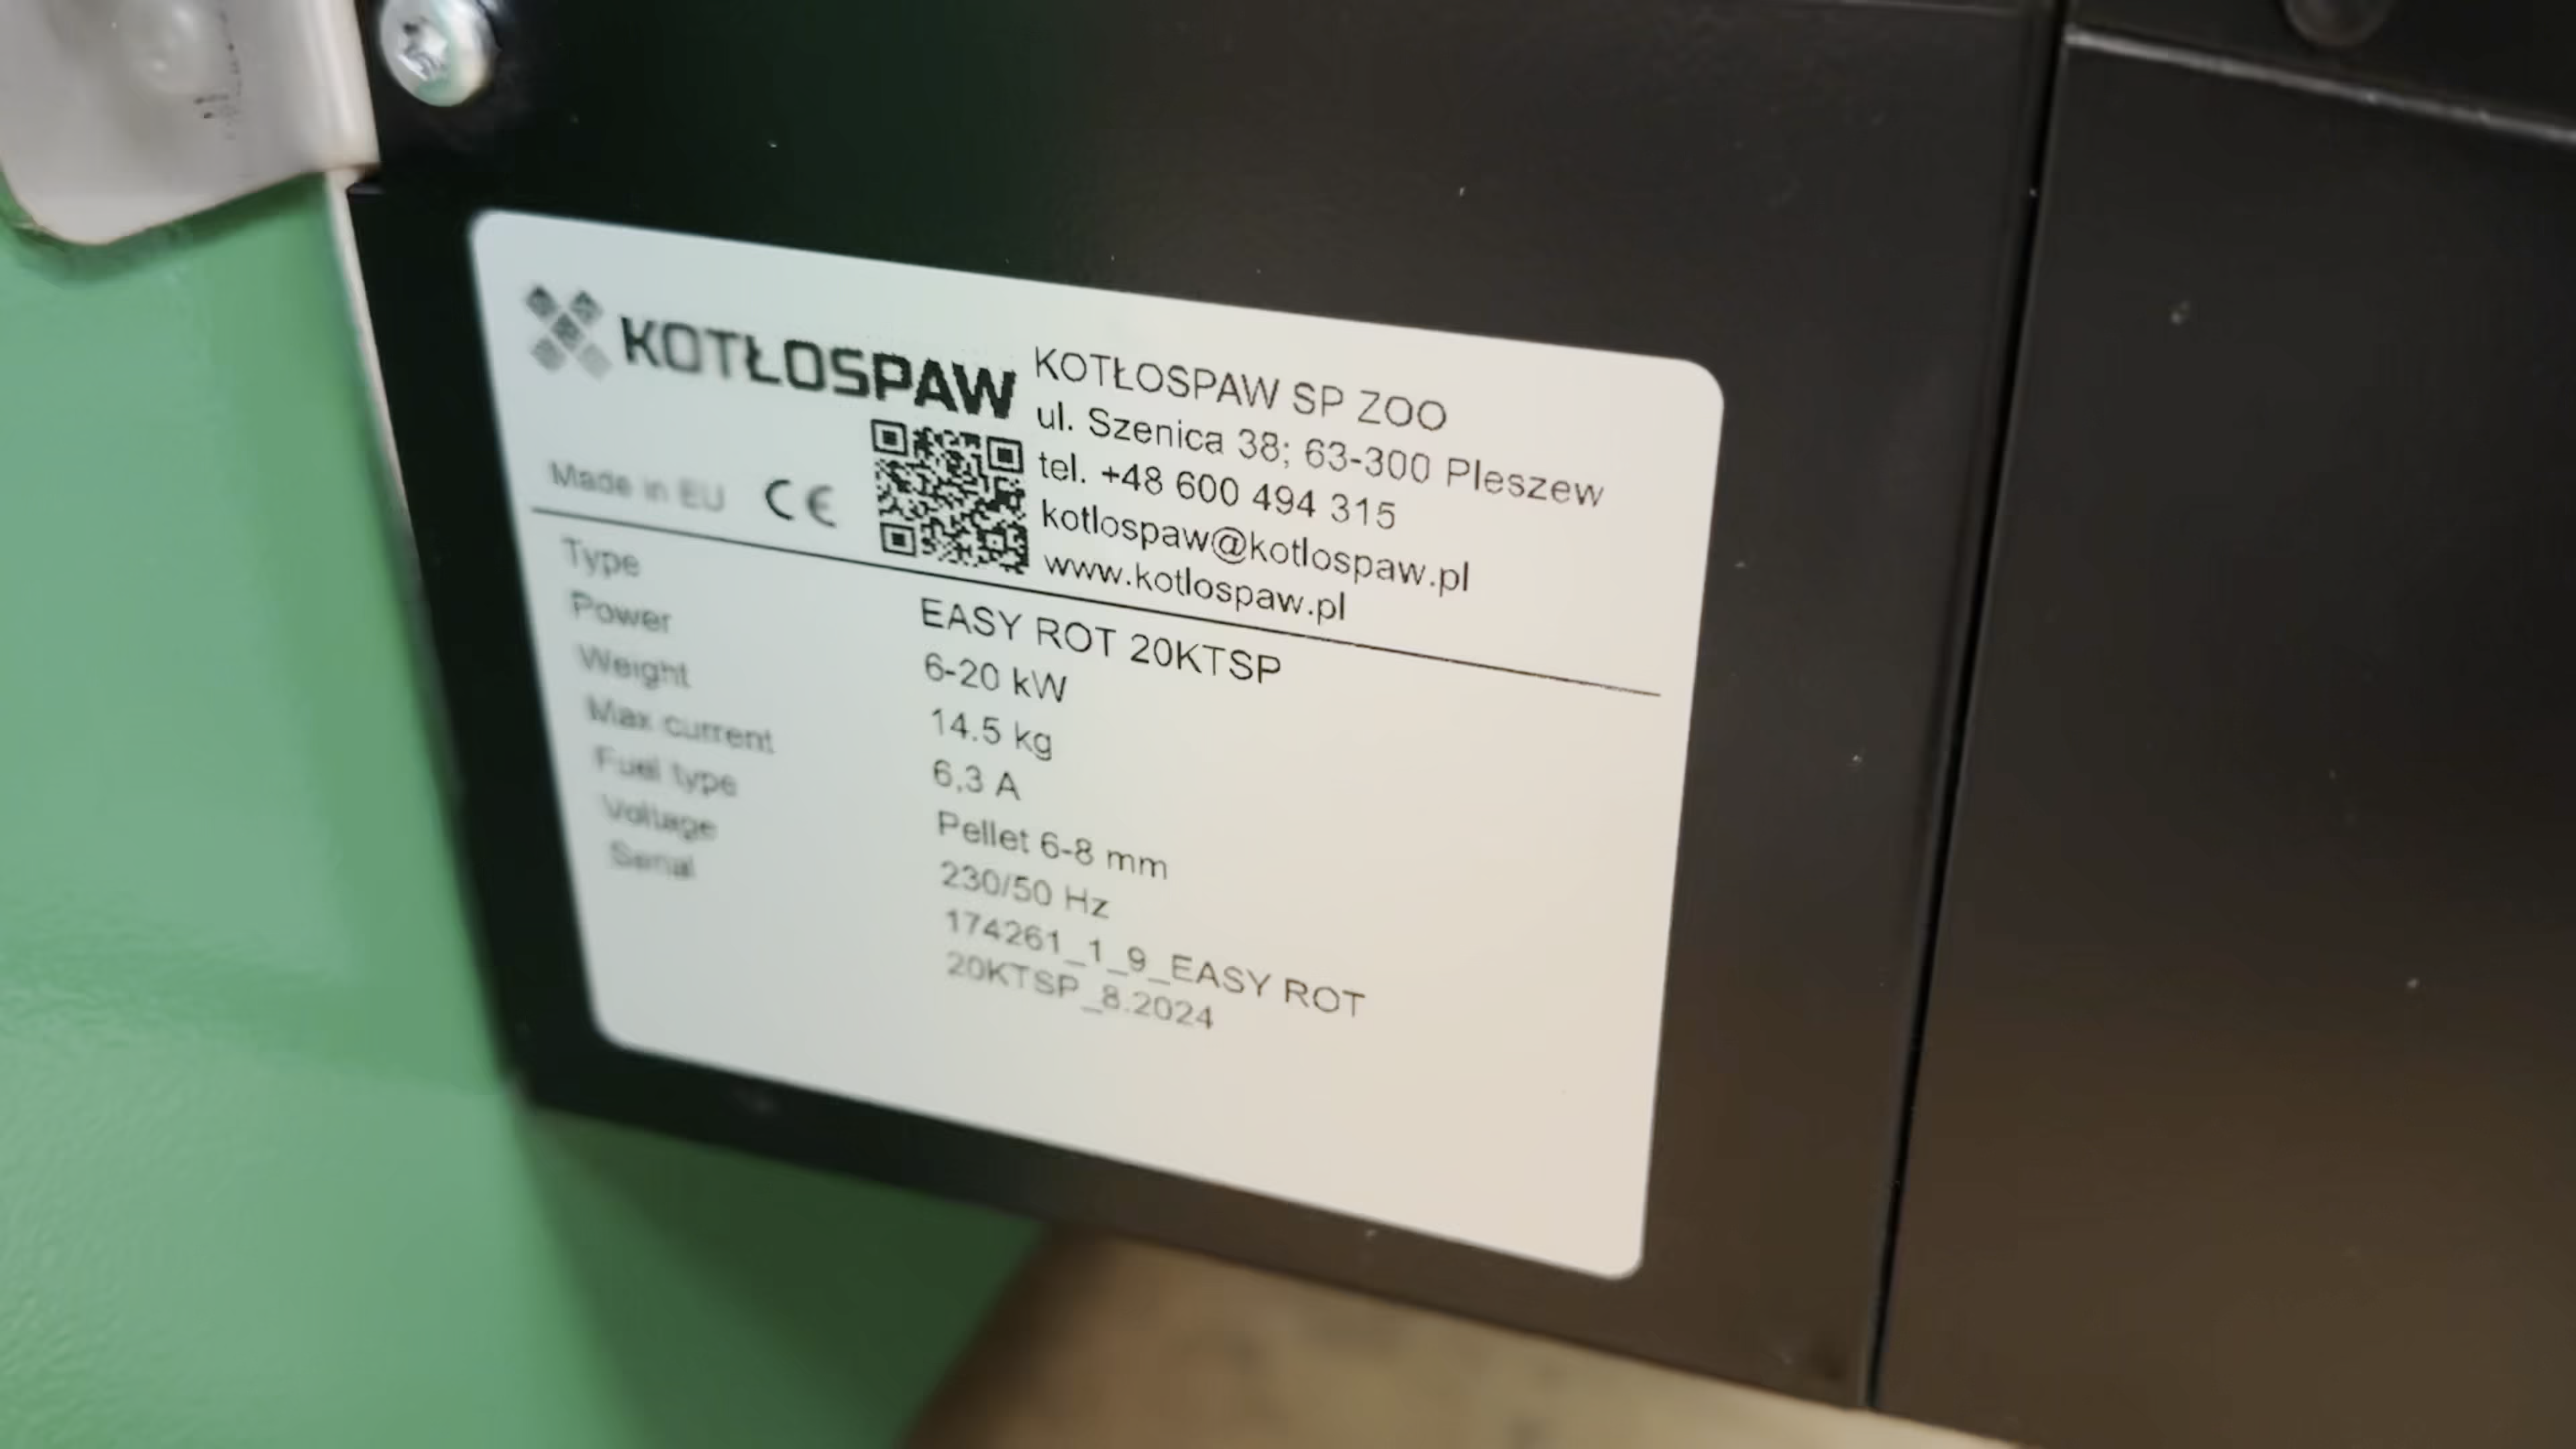 KOTŁOSPAW
KOTŁOSPAW SP ZOO
ul. Szenica 38; 63-300 Pleszew
tel. +48 600 494 315
kotlospaw@kotlospaw.pl
www.kotlospaw.pl
Made in EU CE
Type EASY ROT 20KTSP
Power 6-20 kW
Weight 14.5 kg
Max current 6,3 A
Fuel type Pellet 6-8 mm
Voltage 230/50 Hz
Serial 174261_1_9_EASY ROT
20KTSP_8.2024